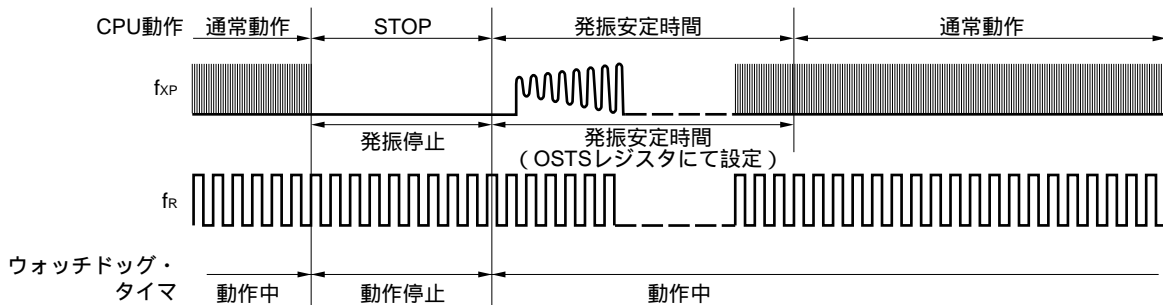 CPU動作 通常動作 STOP 発振安定時間 通常動作
fXP
発振停止 発振安定時間
(OSTSレジスタにて設定)
fR
ウォッチドッグ・
タイマ 動作中 動作停止 動作中